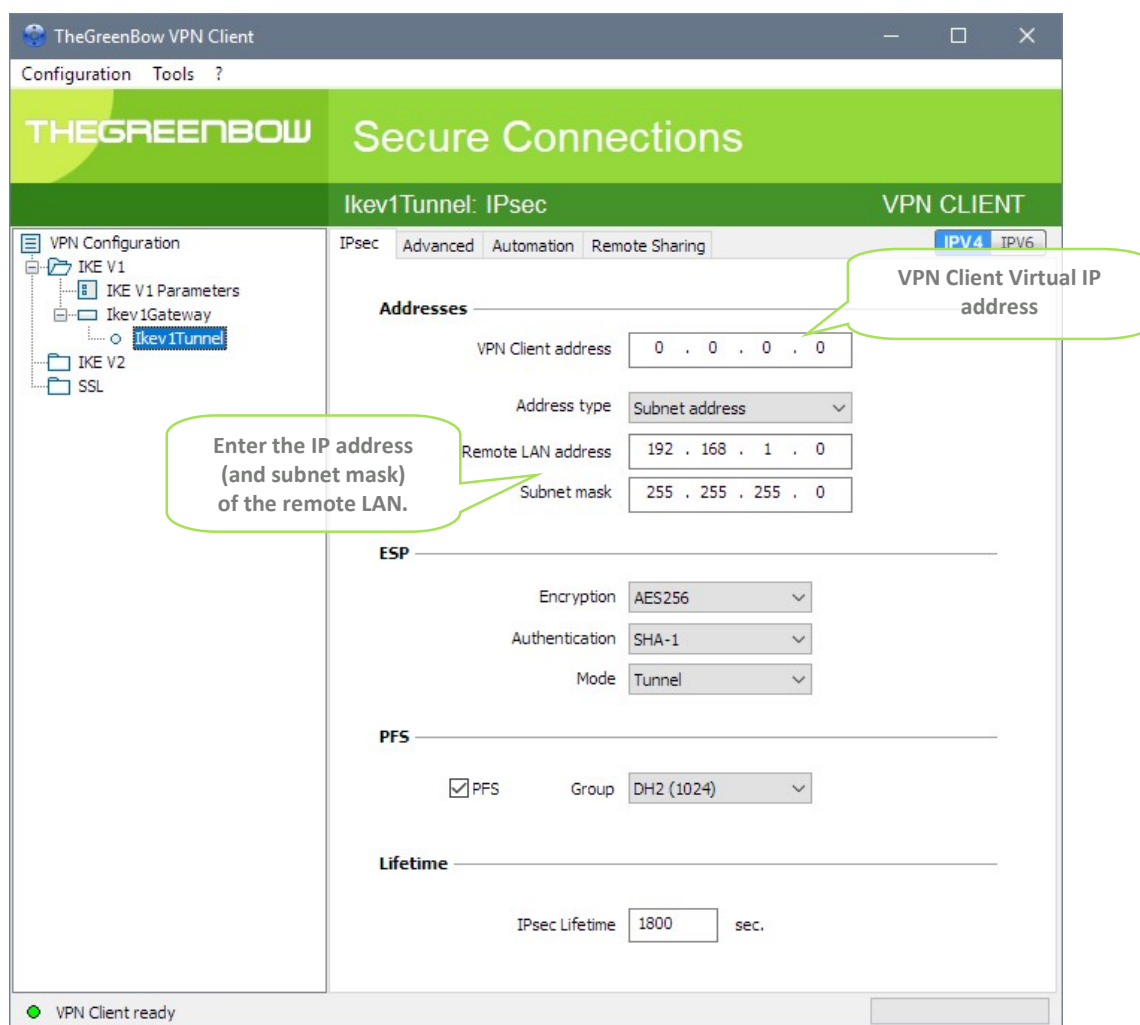 TheGreenBow VPN Client
Configuration Tools ?
THEGREENBOW
Secure Connections
Ikev1Tunnel: IPsec
VPN CLIENT
VPN Configuration
IKE V1
IKE V1 Parameters
Ikev1Gateway
Ikev1Tunnel
IKE V2
SSL
IPsec Advanced Automation Remote Sharing
IPV4 IPV6
VPN Client Virtual IP
address
Addresses
VPN Client address 0 . 0 . 0 . 0
Address type Subnet address
Enter the IP address
(and subnet mask)
of the remote LAN.
Remote LAN address 192 . 168 . 1 . 0
Subnet mask 255 . 255 . 255 . 0
ESP
Encryption AES256
Authentication SHA-1
Mode Tunnel
PFS
PFS Group DH2 (1024)
Lifetime
IPsec Lifetime 1800 sec.
VPN Client ready